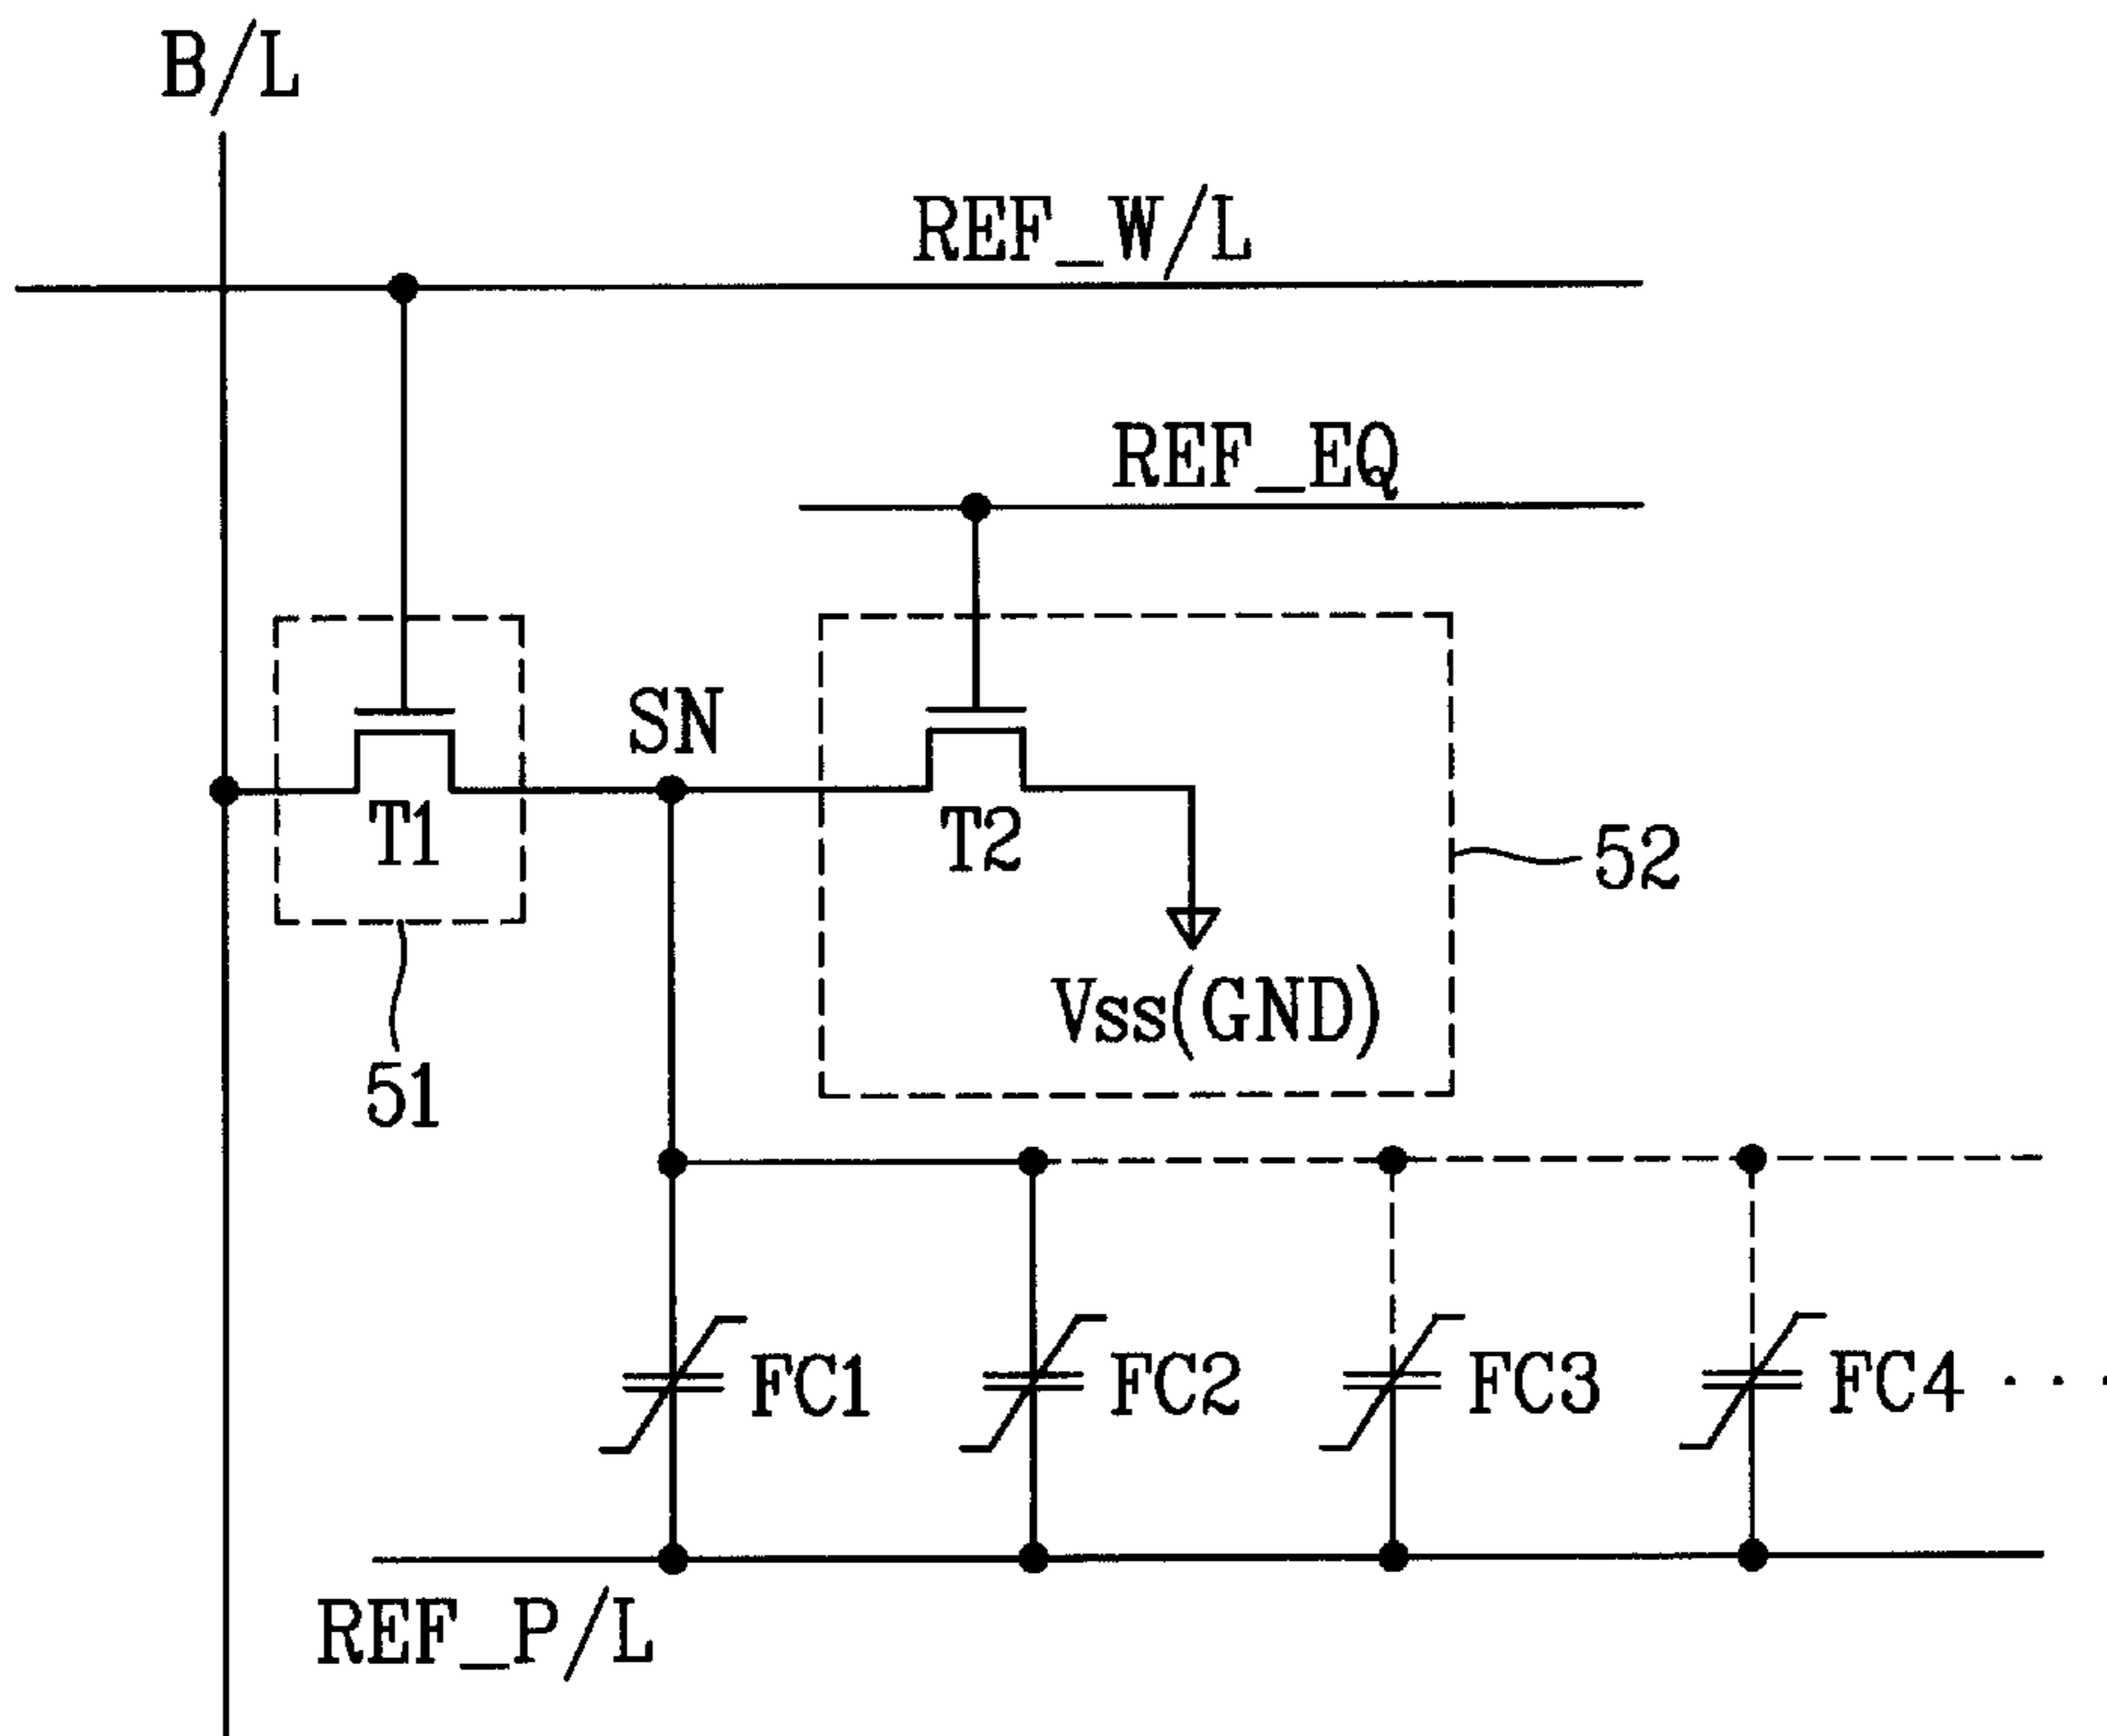 B/L
REF_W/L
REF_EQ
SN
T1
T2
52
Vss(GND)
51
FC1
FC2
FC3
FC4 · · ·
REF_P/L